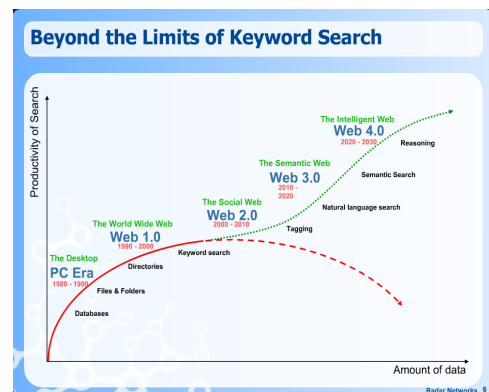 Beyond the Limits of Keyword Search
Productivity of Search
The Intelligent Web
Web 4.0
2020 - 2030
Reasoning
The Semantic Web
Web 3.0
2010 -
2020
Semantic Search
The Social Web
Web 2.0
2000 - 2010
Natural language search
The World Wide Web
Web 1.0
1990 - 2000
Tagging
Keyword search
The Desktop
PC Era
1980 - 1990
Directories
Files & Folders
Databases
Amount of data
Radar Networks 6